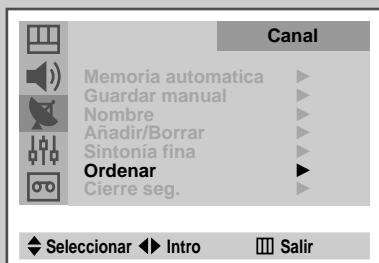 Canal
Memoria automatica
Guardar manual
Nombre
Añadir/Borrar
Sintonía fina
Ordenar
Cierre seg.
Seleccionar Intro Salir